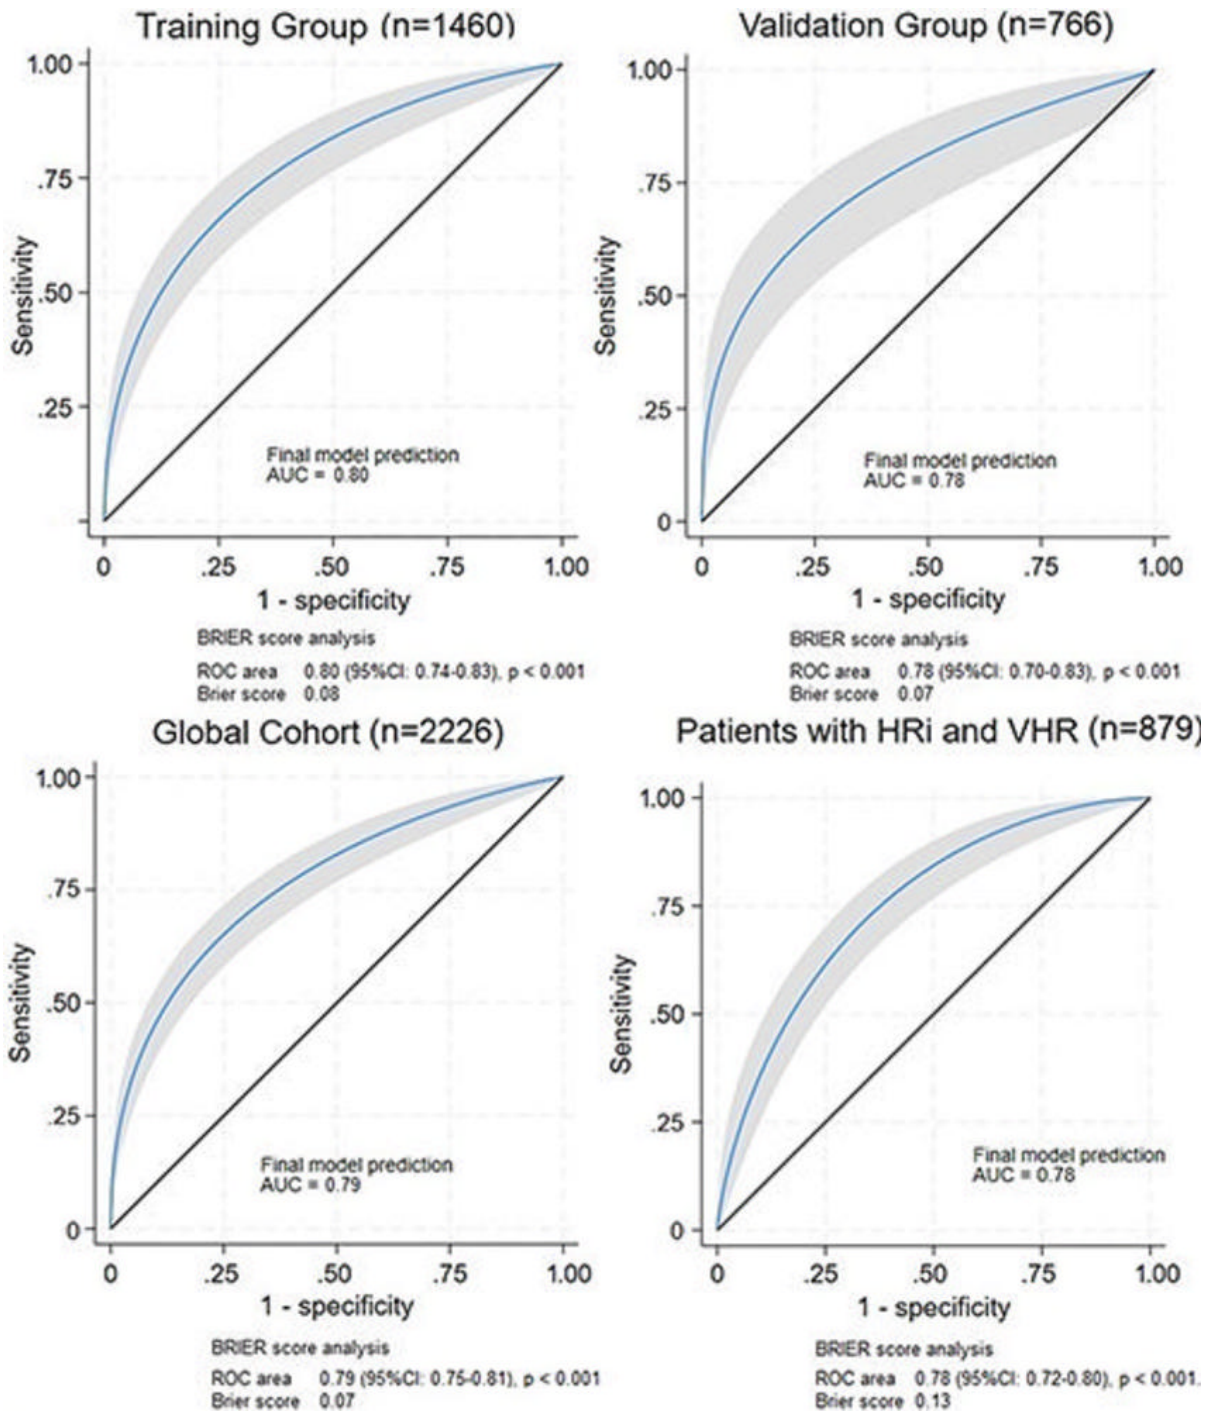 Training Group (n=1460)
1.00
.75
.50
.25
Sensitivity
Final model prediction
AUC = 0.80
0 .25 .50 .75 1.00
1 - specificity
BRIER score analysis
ROC area 0.80 (95%CI: 0.74-0.83), p < 0.001
Brier score 0.08
Validation Group (n=766)
1.00
.75
.50
.25
0
Sensitivity
Final model prediction
AUC = 0.78
0 .25 .50 .75 1.00
1 - specificity
BRIER score analysis
ROC area 0.78 (95%CI: 0.70-0.83), p < 0.001
Brier score 0.07
Global Cohort (n=2226)
1.00
.75
.50
.25
0
Sensitivity
Final model prediction
AUC = 0.79
0 .25 .50 .75 1.00
1 - specificity
BRIER score analysis
ROC area 0.79 (95%CI: 0.75-0.81), p < 0.001
Brier score 0.07
Patients with HRi and VHR (n=879)
1.00
.75
.50
.25
0
Sensitivity
Final model prediction
AUC = 0.78
0 .25 .50 .75 1.00
1 - specificity
BRIER score analysis
ROC area 0.78 (95%CI: 0.72-0.80), p < 0.001.
Brier score 0.13